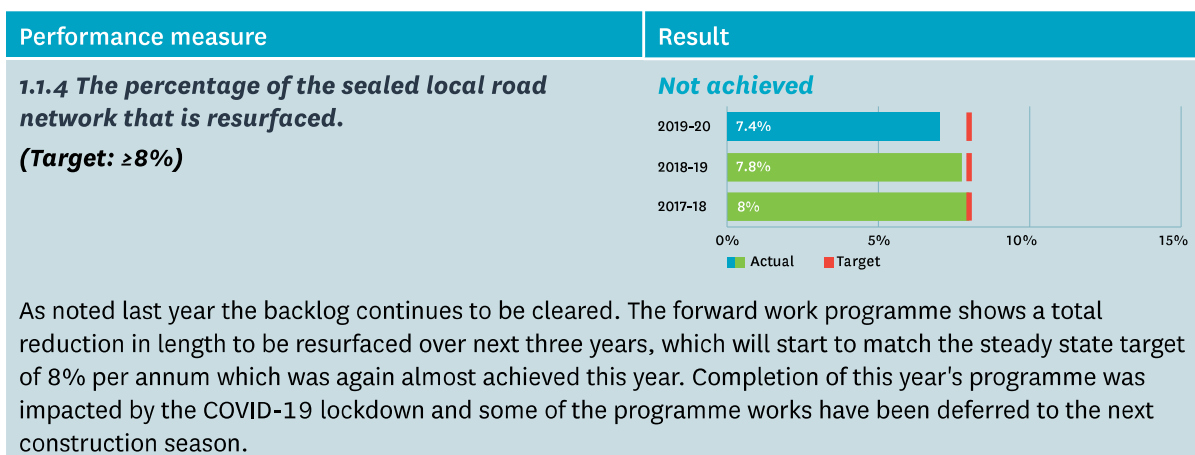 Performance measure
Result
1.1.4 The percentage of the sealed local road
network that is resurfaced.
(Target: ≥8%)
Not achieved
2019-20
7.4%
2018-19
7.8%
2017-18
8%
0%
5%
10%
15%
Actual
Target
As noted last year the backlog continues to be cleared. The forward work programme shows a total
reduction in length to be resurfaced over next three years, which will start to match the steady state target
of 8% per annum which was again almost achieved this year. Completion of this year's programme was
impacted by the COVID-19 lockdown and some of the programme works have been deferred to the next
construction season.